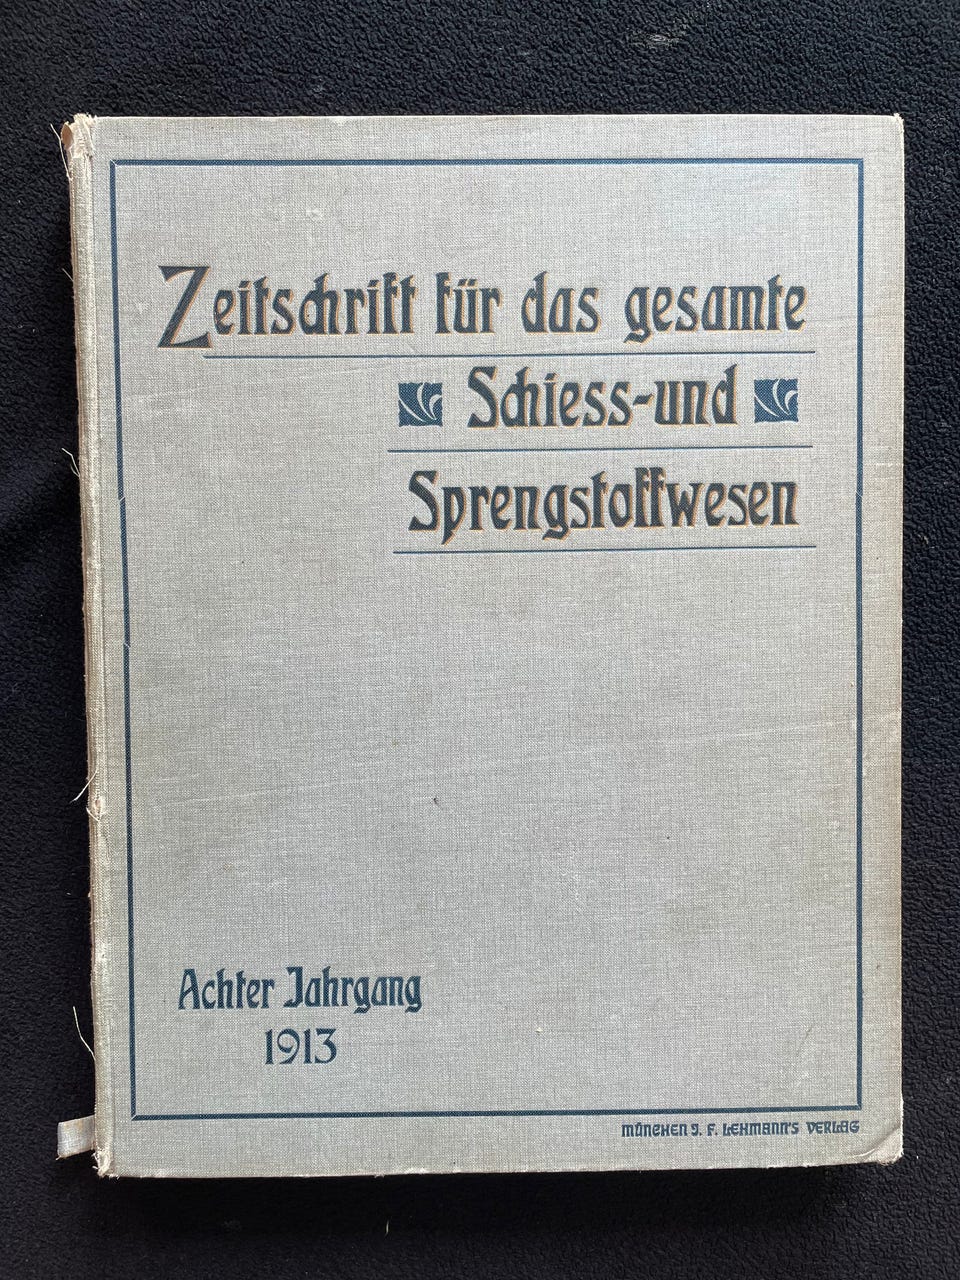 Zeitschrift für das gesamte
Schiess-und
Sprengstoffwesen
Achter Jahrgang
1913
MÜNCHEN J. F. LEHMANN'S VERLAG